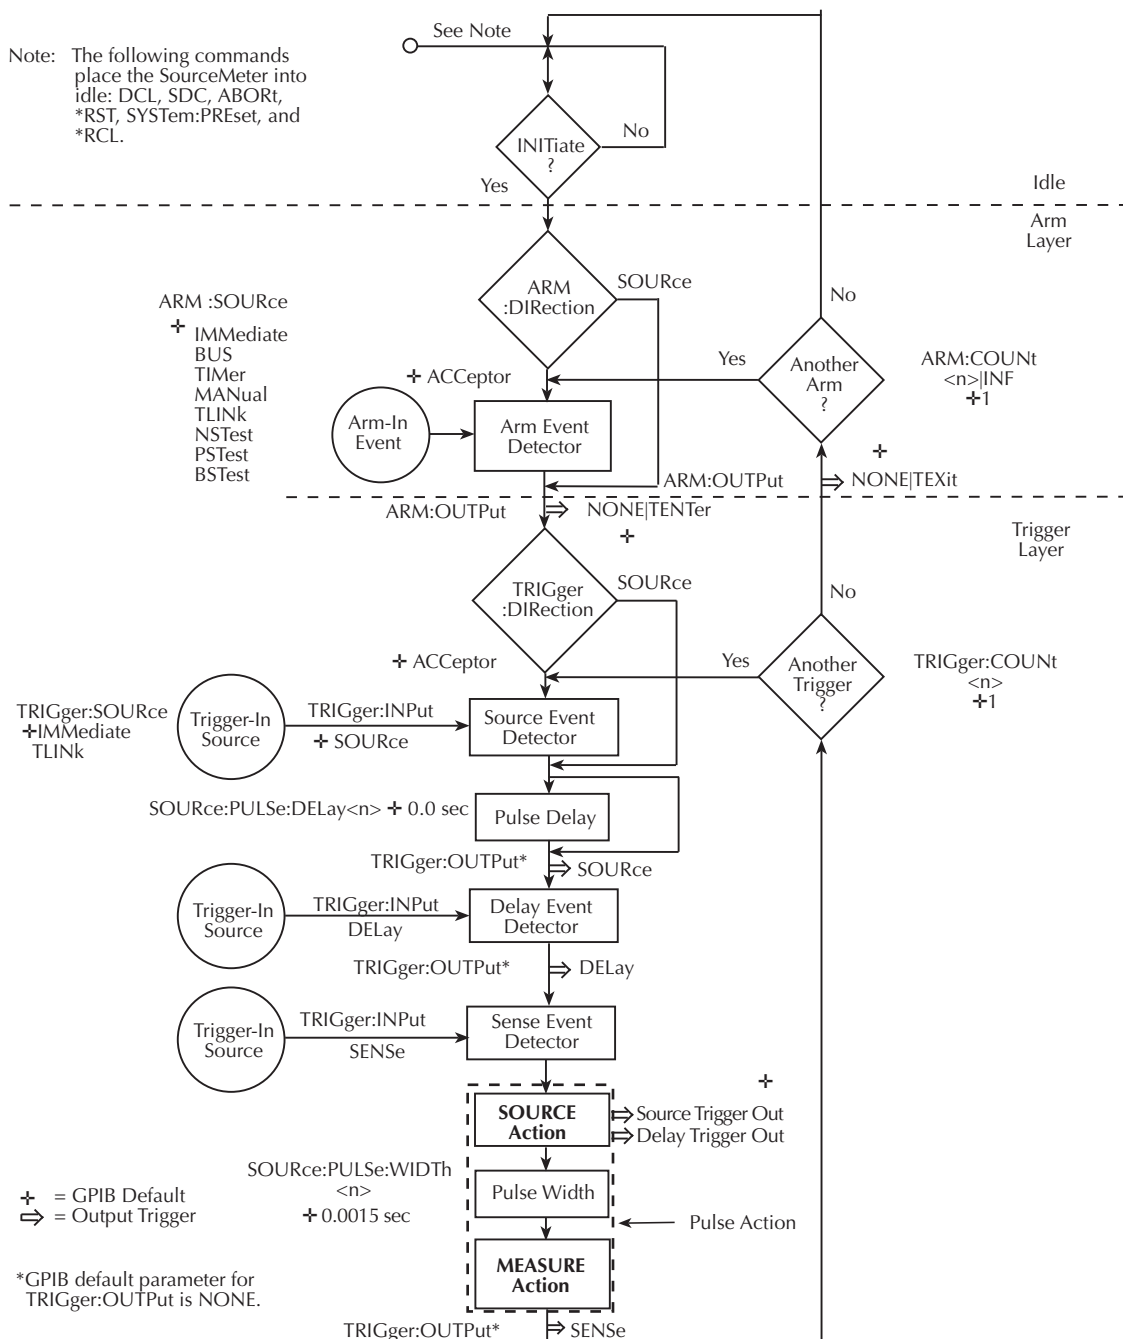 See Note
Note: The following commands
place the SourceMeter into
idle: DCL, SDC, ABORt,
*RST, SYSTem:PREset, and
*RCL.
No
INITiate
?
Yes
Idle
Arm
Layer
SOURce
ARM
:DIRection
ARM :SOURce
IMMediate
BUS
TIMer
MANual
TLINk
NSTest
PSTest
BSTest
No
Yes
Another
Arm
?
ARM:COUNt
<n>|INF
1
ACCeptor
Arm-In
Event
Arm Event
Detector
ARM:OUTPut
NONE|TEXit
ARM:OUTPut
NONE|TENTer
Trigger
Layer
SOURce
TRIGger
:DIRection
No
ACCeptor
Yes
Another
Trigger
?
TRIGger:COUNt
<n>
1
TRIGger:SOURce
IMMediate
TLINk
Trigger-In
Source
TRIGger:INPut
SOURce
Source Event
Detector
SOURce:PULSe:DELay<n> 0.0 sec
Pulse Delay
TRIGger:OUTPut*
SOURce
Trigger-In
Source
TRIGger:INPut
DELay
Delay Event
Detector
TRIGger:OUTPut*
DELay
Trigger-In
Source
TRIGger:INPut
SENSe
Sense Event
Detector
SOURCE
Action
Source Trigger Out
Delay Trigger Out
SOURce:PULSe:WIDTh
<n>
0.0015 sec
Pulse Width
Pulse Action
= GPIB Default
= Output Trigger
MEASURE
Action
*GPIB default parameter for
TRIGger:OUTPut is NONE.
TRIGger:OUTPut*
SENSe